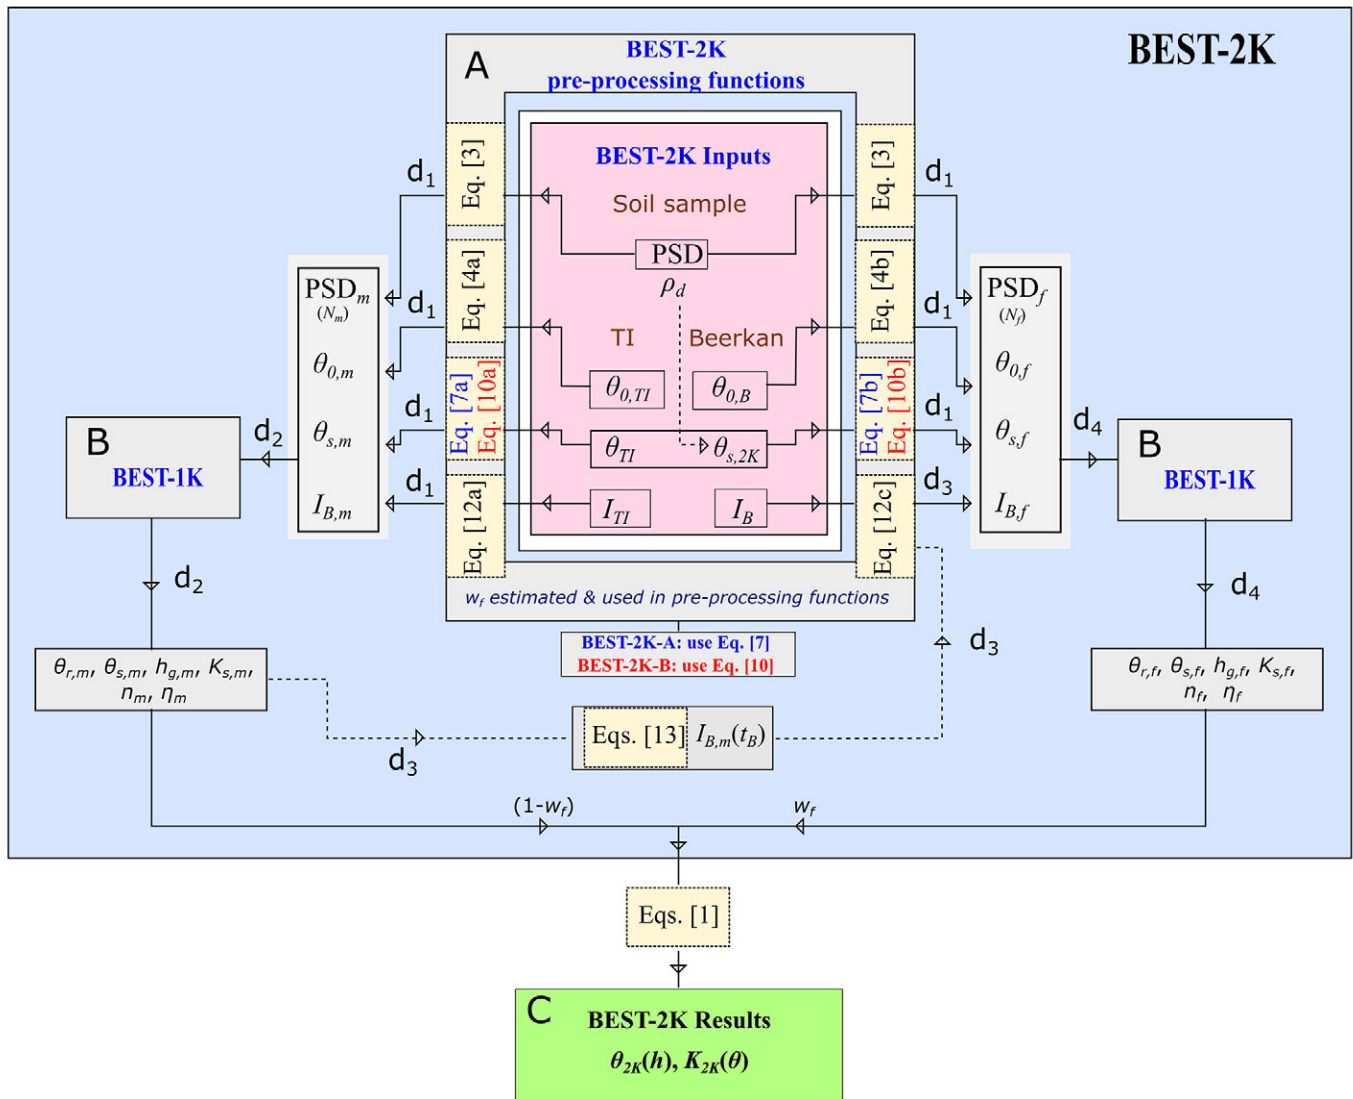 BEST-2K
A
BEST-2K
pre-processing functions
BEST-2K Inputs
Soil sample
PSD
ρd
TI
Beerkan
θ0,TI
θ0,B
θTI
θs,2K
ITI
IB
Eq. [3]
Eq. [4a]
Eq. [7a]
Eq. [10a]
Eq. [12a]
Eq. [3]
Eq. [4b]
Eq. [7b]
Eq. [10b]
Eq. [12c]
d1
d1
d1
d1
d1
d1
d1
d3
PSDm
(Nm)
θ0,m
θs,m
IB,m
PSDf
(Nf)
θ0,f
θs,f
IB,f
d2
B
BEST-1K
d4
B
BEST-1K
d2
d4
wf estimated & used in pre-processing functions
BEST-2K-A: use Eq. [7]
BEST-2K-B: use Eq. [10]
d3
θr,m, θs,m, hg,m, Ks,m,
nm, ηm
θr,f, θs,f, hg,f, Ks,f,
nf, ηf
Eqs. [13] IB,m(tB)
d3
(1-wf)
wf
Eqs. [1]
C
BEST-2K Results
θ2K(h), K2K(θ)